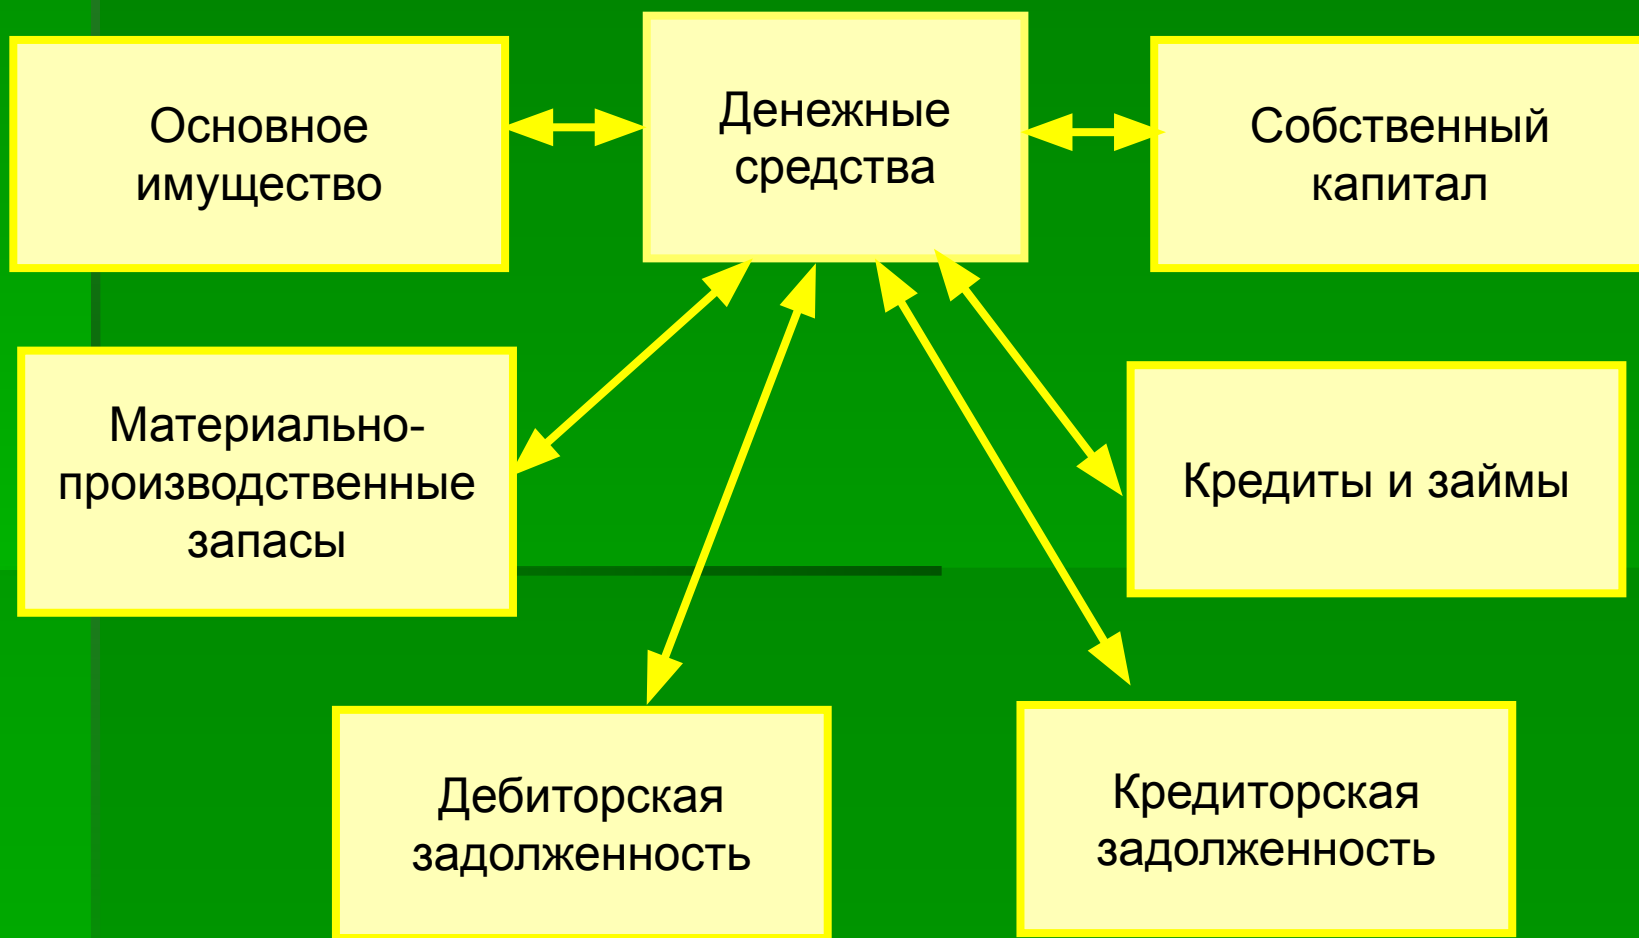 Основное
имущество
Денежные
средства
Собственный
капитал
Материально-
производственные
запасы
Кредиты и займы
Дебиторская
задолженность
Кредиторская
задолженность